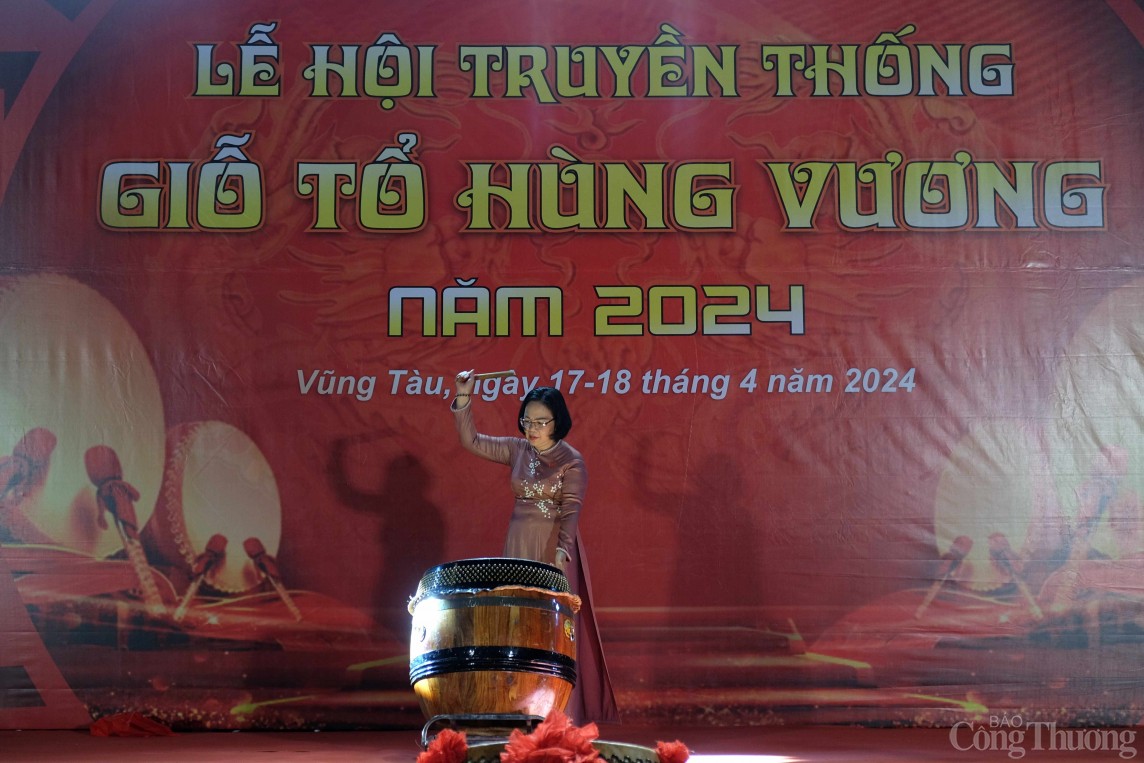 LỄ HỘI TRUYỀN THỐNG
GIỖ TỔ HÙNG VƯƠNG
NĂM 2024
Vũng Tàu, ngày 17-18 tháng 4 năm 2024
BÁO
Công Thương